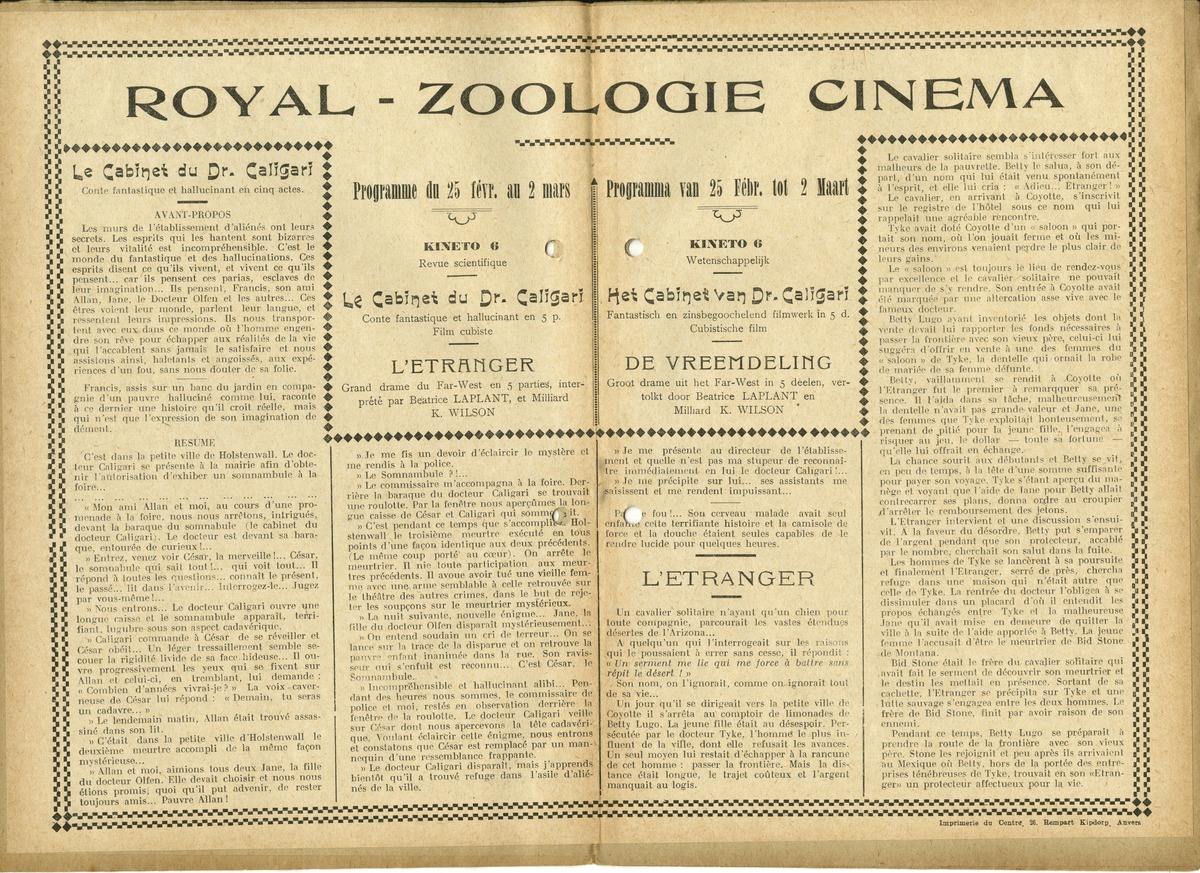 ROYAL - ZOOLOGIE CINEMA
Le Cabinet du Dr. Caligari
Conte fantastique et hallucinant en cinq actes.
AVANT-PROPOS
Les murs de l'établissement d'aliénés ont leurs
secrets. Les esprits qui les hantent sont bizarres
et leurs vitalité est incompréhensible. C'est le
monde du fantastique et des hallucinations. Ces
esprits disent ce qu'ils vivent, et vivent ce qu'ils
pensent... car ils pensent ces parias, esclaves de
leur imagination... Ils pensent, Francis, son ami
Allan, Jane, le Docteur Olfen et les autres... Ces
êtres voient leur monde, parlent leur langue, et
ressentent leurs impressions. Ils nous transpor-
tent avec eux dans ce monde où l'homme engen-
dre son rêve pour échapper aux réalités de la vie
qui l'accablent sans jamais le satisfaire et nous
assistons ainsi, haletants et angoissés, aux expé-
riences d'un fou, sans nous douter de sa folie.
Francis, assis sur un banc du jardin en compa-
gnie d'un pauvre halluciné comme lui, raconte
à ce dernier une histoire qu'il croit réelle, mais
qui n'est que l'expression de son imagination de
dément.
RESUME
C'est dans la petite ville de Holstenwall. Le doc-
teur Caligari se présente à la mairie afin d'obte-
nir l'autorisation d'exhiber un somnambule à la
foire...
... ... ... ... ... ... ... ... ... ... ... ... ...
» Mon ami Allan et moi, au cours d'une pro-
menade à la foire, nous nous arrêtons, intrigués,
devant la baraque du somnabule (le cabinet du
docteur Caligari). Le docteur est devant sa bara-
que, entourée de curieux!...
» Entrez, venez voir César, la merveille!... César,
le somnabule qui sait tout!... qui voit tout... Il
répond à toutes les questions... connaît le présent,
le passé... lit dans l'avenir... Interrogez-le... Jugez
par vous-même!...
» Nous entrons... Le docteur Caligari ouvre une
longue caisse et le somnambule apparaît, terri-
fiant, lugubre sous son aspect cadavérique.
» Caligari commande à César de se réveiller et
César obéit... Un léger tressaillement semble se-
couer la rigidité livide de sa face hideuse... Il ou-
vre progressivement les yeux qui se fixent sur
Allan et celui-ci, en tremblant, lui demande :
« Combien d'années vivrai-je? » La voix caver-
neuse de César lui répond : « Demain, tu seras
un cadavre... »
» Le lendemain matin, Allan était trouvé assas-
siné dans son lit.
» C'était dans la petite ville d'Holstenwall le
deuxième meurtre accompli de la même façon
mystérieuse...
» Allan et moi, aimions tous deux Jane, la fille
du docteur Olfen. Elle devait choisir et nous nous
étions promis, quoi qu'il put advenir, de rester
toujours amis... Pauvre Allan!
Programme du 25 févr. au 2 mars
KINETO 6
Revue scientifique
Le Cabinet du Dr. Caligari
Conte fantastique et hallucinant en 5 p.
Film cubiste
L'ETRANGER
Grand drame du Far-West en 5 parties, inter-
prêté par Beatrice LAPLANT, et Milliard
K. WILSON
Programma van 25 Fébr. tot 2 Maart
KINETO 6
Wetenschappelijk
Het Cabinet van Dr. Caligari
Fantastisch en zinsbegoochelend filmwerk in 5 d.
Cubistische film
DE VREEMDELING
Groot drame uit het Far-West in 5 deelen, ver-
tolkt door Beatrice LAPLANT en
Milliard K. WILSON
» Je me fis un devoir d'éclaircir le mystère et
me rendis à la police.
» Le Somnambule ?!...
» Le commissaire m'accompagna à la foire. Der-
rière la baraque du docteur Caligari se trouvait
une roulotte. Par la fenêtre nous aperçûmes la lon-
gue caisse de César et Caligari qui
» C'est pendant ce temps que s'accomplit Hol-
stenwall le troisième meurtre exécuté en tous
points d'une façon identique aux deux précédents.
(Le même coup porté au cœur). On arrête le
meurtrier. Il nie toute participation aux meur-
tres précédents. Il avoue avoir tué une vieille fem-
me avec une arme semblable à celle retrouvée sur
le théâtre des autres crimes, dans le but de reje-
ter les soupçons sur le meurtrier mystérieux.
» La nuit suivante, nouvelle énigme... Jane, la
fille du docteur Olfen disparaît mystérieusement...
» On entend soudain un cri de terreur... On se
lance sur la trace de la disparue et on retrouve la
pauvre enfant inanimée dans la rue. Son ravis-
seur qui s'enfuit est reconnu... C'est César, le
Somnambule.
» Incompréhensible et hallucinant alibi... Pen-
dant des heures nous sommes, le commissaire de
police et moi, restés en observation derrière la
fenêtre de la roulotte. Le docteur Caligari veille
sur César dont nous apercevons la tête cadavéri-
que. Voulant éclaircir cette énigme, nous entrons
et constatons que César est remplacé par un man-
nequin d'une ressemblance frappante.
» Le docteur Caligari disparaît, mais j'apprends
bientôt qu'il a trouvé refuge dans l'asile d'alié-
nés de la ville.
» Je me présente au directeur de l'établisse-
ment et quelle n'est pas ma stupeur de reconnaî-
tre immédiatement en lui le docteur Caligari!...
» Je me précipite sur lui... ses assistants me
saisissent et me rendent impuissant...
fou!... Son cerveau malade avait seul
enfanté cette terrifiante histoire et la camisole de
force et la douche étaient seules capables de le
rendre lucide pour quelques heures.
L'ETRANGER
Un cavalier solitaire n'ayant qu'un chien pour
toute compagnie, parcourait les vastes étendues
désertes de l'Arizona...
A quelqu'un qui l'interrogeait sur les raisons
qui le poussaient à errer sans cesse, il répondit :
« Un serment me lie qui me force à battre sans
répit le désert ! »
Son nom, on l'ignorait, comme on ignorait tout
de sa vie...
Un jour qu'il se dirigeait vers la petite ville de
Coyotte il s'arrêta au comptoir de limonades de
Betty Lugo. La jeune fille était au désespoir. Per-
sécutée par le docteur Tyke, l'homme le plus in-
fluent de la ville, dont elle refusait les avances.
Un seul moyen lui restait d'échapper à la rancune
de cet homme : passer la frontière. Mais la dis-
tance était longue, le trajet coûteux et l'argent
manquait au logis.
Le cavalier solitaire sembla s'intéresser fort aux
malheurs de la pauvrette. Betty le salua, à son dé-
part, d'un nom qui lui était venu spontanément
à l'esprit, et elle lui cria : « Adieu... Etranger! »
Le cavalier, en arrivant à Coyotte, s'inscrivit
sur le registre de l'hôtel sous ce nom qui lui
rappelait une agréable rencontre.
Tyke avait doté Coyotte d'un « saloon » qui por-
tait son nom, où l'on jouait ferme et où les mi-
neurs des environs venaient perdre le plus clair de
leurs gains.
Le « saloon » est toujours le lieu de rendez-vous
par excellence et le cavalier solitaire ne pouvait
manquer de s'y rendre. Son entrée à Coyotte avait
été marquée par une altercation asse vive avec le
fameux docteur.
Betty Lugo ayant inventorié les objets dont la
vente devait lui rapporter les fonds nécessaires à
passer la frontière avec son vieux père, celui-ci lui
suggéra d'offrir en vente à une des femmes du
« saloon » de Tyke, la dentelle qui ornait la robe
de mariée de sa femme défunte.
Betty, vaillamment se rendit à Coyotte où
l'Etranger fut le premier à remarquer sa pré-
sence. Il l'aida dans sa tâche, malheureusement
la dentelle n'avait pas grande valeur et Jane, une
des femmes que Tyke exploitait honteusement, se
prenant de pitié pour la jeune fille, l'engagea à
risquer au jeu, le dollar — toute sa fortune —
qu'elle lui offrait en échange.
La chance sourit aux débutants et Betty se vit,
en peu de temps, à la tête d'une somme suffisante
pour payer son voyage. Tyke s'étant aperçu du ma-
nège et voyant que l'aide de Jane pour Betty allait
contrecarrer ses plans, donna ordre au croupier
d'arrêter le remboursement des jetons.
L'Etranger intervient et une discussion s'ensui-
vit. A la faveur du désordre, Betty put s'emparer
de l'argent pendant que son protecteur, accablé
par le nombre, cherchait son salut dans la fuite.
Les hommes de Tyke se lancèrent à sa poursuite
et finalement l'Etranger, serré de près, chercha
refuge dans une maison qui n'était autre que
celle de Tyke. La rentrée du docteur l'obligea à se
dissimuler dans un placard d'où il entendit les
propos échangés entre Tyke et la malheureuse
Jane qu'il avait mise en demeure de quitter la
ville à la suite de l'aide apportée à Betty. La jeune
femme l'accusait d'être le meurtrier de Bid Stone
de Montana.
Bid Stone était le frère du cavalier solitaire qui
avait fait le serment de découvrir son meurtrier et
le destin les mettait en présence. Sortant de sa
cachette, l'Etranger se précipita sur Tyke et une
lutte sauvage s'engagea entre les deux hommes. Le
frère de Bid Stone, finit par avoir raison de son
ennemi.
Pendant ce temps, Betty Lugo se préparait à
prendre la route de la frontière avec son vieux
père. Stone les rejoignit et peu après ils arrivaient
au Mexique où Betty, hors de la portée des entre-
prises ténébreuses de Tyke, trouvait en son «Etran-
ger» un protecteur affectueux pour la vie.
Imprimerie du Centre, 26, Rempart Kipdorp, Anvers